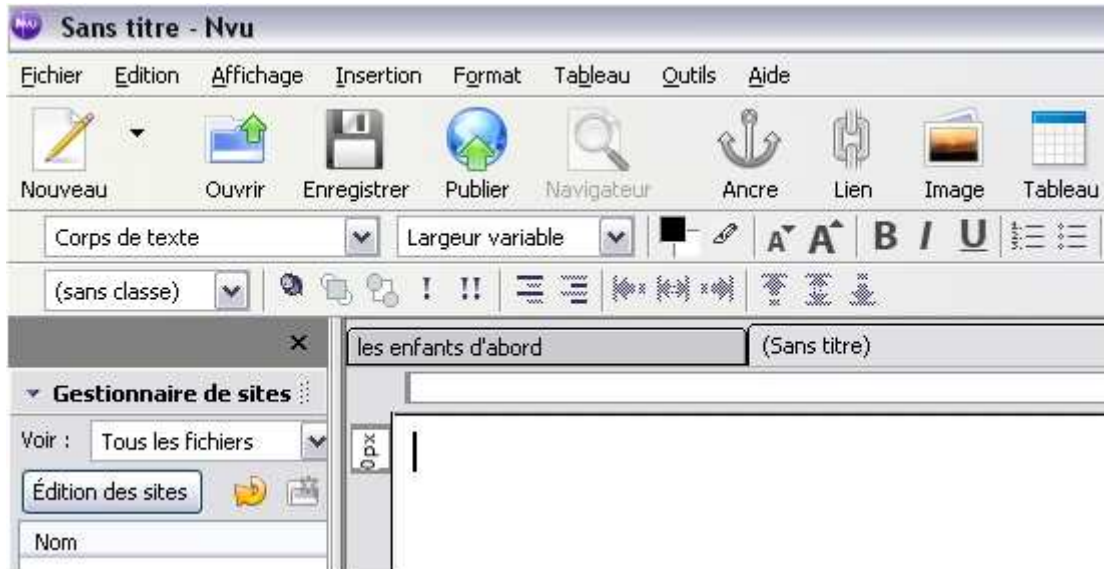 Sans titre - Nvu
Fichier Edition Affichage Insertion Format Tableau Outils Aide
Nouveau Ouvrir Enregistrer Publier Navigateur Ancre Lien Image Tableau
Corps de texte Largeur variable A A B I U
(sans classe) ! !!
les enfants d'abord (Sans titre)
Gestionnaire de sites
Voir : Tous les fichiers
0px
Édition des sites
Nom